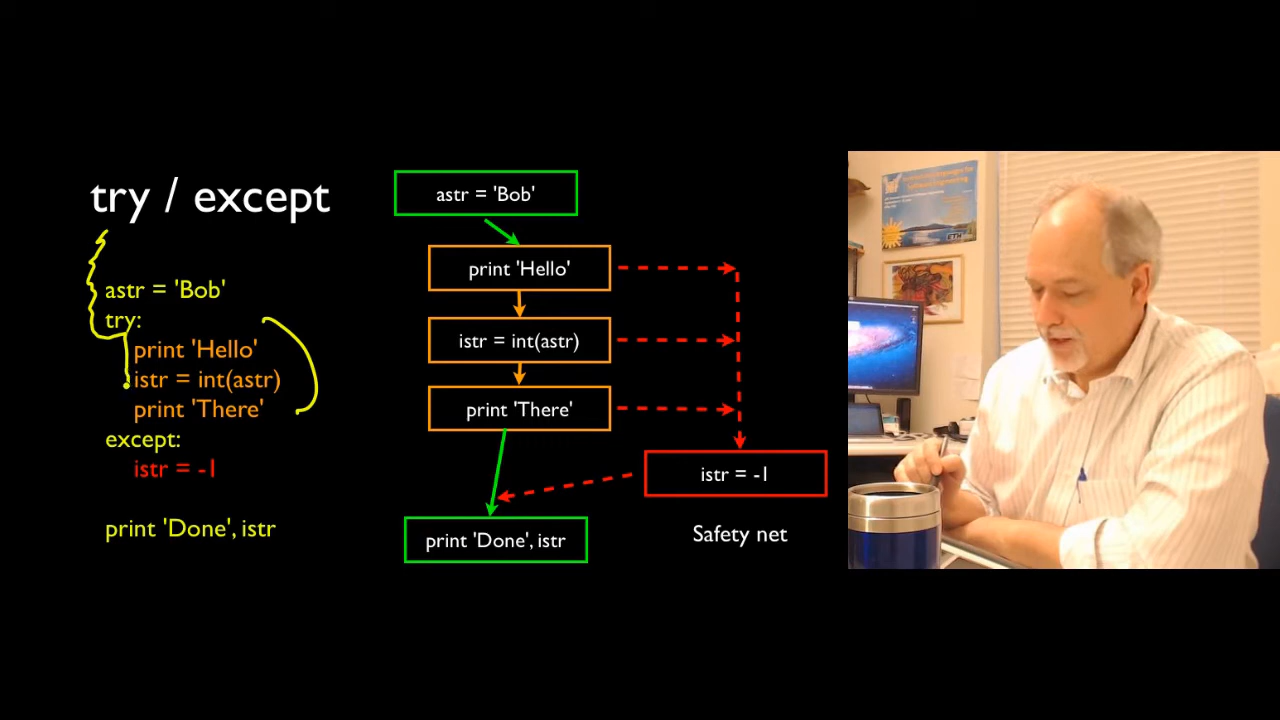 try / except
astr = 'Bob'
try:
print 'Hello'
istr = int(astr)
print 'There'
except:
istr = -1
print 'Done', istr
astr = 'Bob'
print 'Hello'
istr = int(astr)
print 'There'
istr = -1
Safety net
print 'Done', istr